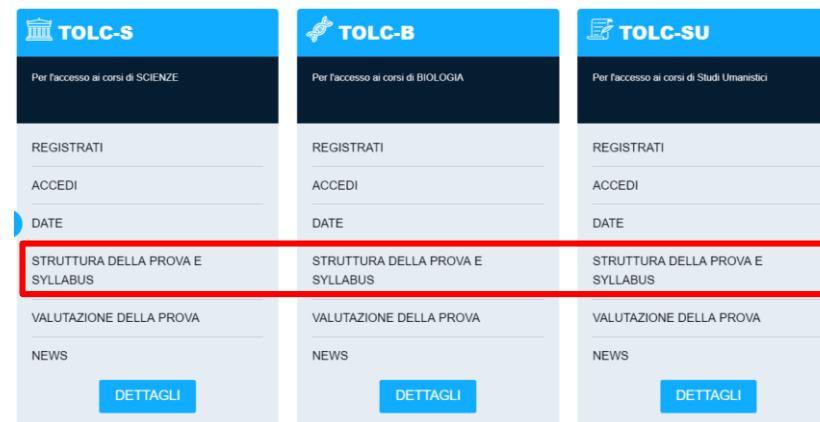 TOLC-S
Per l'accesso ai corsi di SCIENZE
REGISTRATI
ACCEDI
DATE
STRUTTURA DELLA PROVA E
SYLLABUS
VALUTAZIONE DELLA PROVA
NEWS
DETTAGLI
TOLC-B
Per l'accesso ai corsi di BIOLOGIA
REGISTRATI
ACCEDI
DATE
STRUTTURA DELLA PROVA E
SYLLABUS
VALUTAZIONE DELLA PROVA
NEWS
DETTAGLI
TOLC-SU
Per l'accesso ai corsi di Studi Umanistici
REGISTRATI
ACCEDI
DATE
STRUTTURA DELLA PROVA E
SYLLABUS
VALUTAZIONE DELLA PROVA
NEWS
DETTAGLI